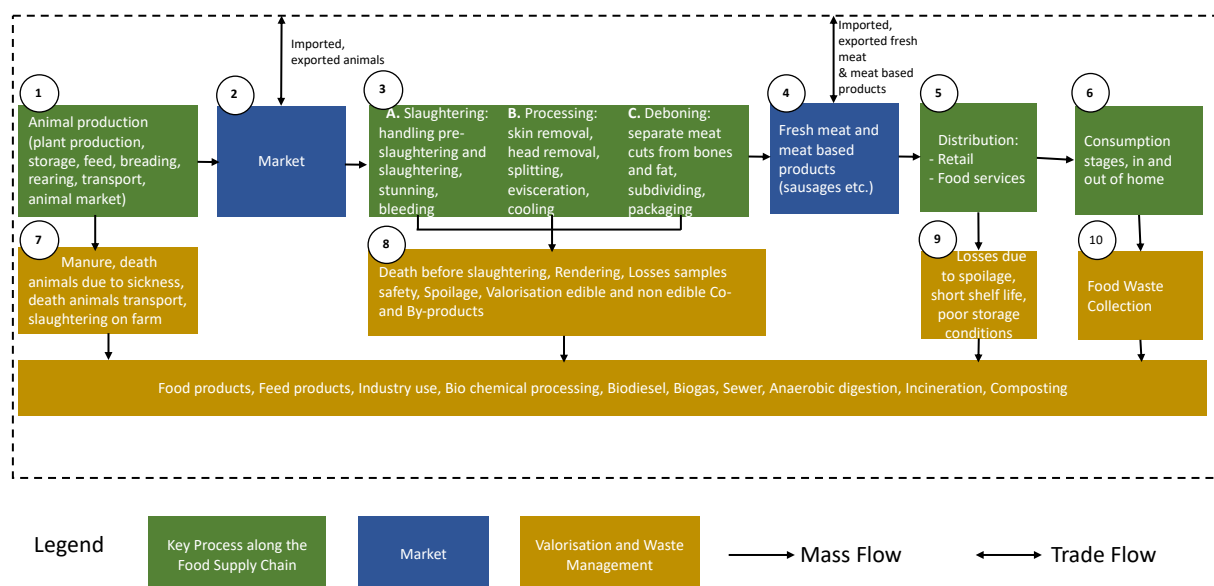 Imported,
exported animals
Imported,
exported fresh
meat
& meat based
products
1
Animal production
(plant production,
storage, feed, breading,
rearing, transport,
animal market)
2
Market
3
A. Slaughtering:
handling pre-
slaughtering and
slaughtering,
stunning,
bleeding
B. Processing:
skin removal,
head removal,
splitting,
evisceration,
cooling
C. Deboning:
separate meat
cuts from bones
and fat,
subdividing,
packaging
4
Fresh meat and
meat based
products
(sausages etc.)
5
Distribution:
- Retail
- Food services
6
Consumption
stages, in and
out of home
7
Manure, death
animals due to sickness,
death animals transport,
slaughtering on farm
8
Death before slaughtering, Rendering, Losses samples
safety, Spoilage, Valorisation edible and non edible Co-
and By-products
9
Losses due
to spoilage,
short shelf life,
poor storage
conditions
10
Food Waste
Collection
Food products, Feed products, Industry use, Bio chemical processing, Biodiesel, Biogas, Sewer, Anaerobic digestion, Incineration, Composting
Legend
Key Process along the
Food Supply Chain
Market
Valorisation and Waste
Management
Mass Flow
Trade Flow